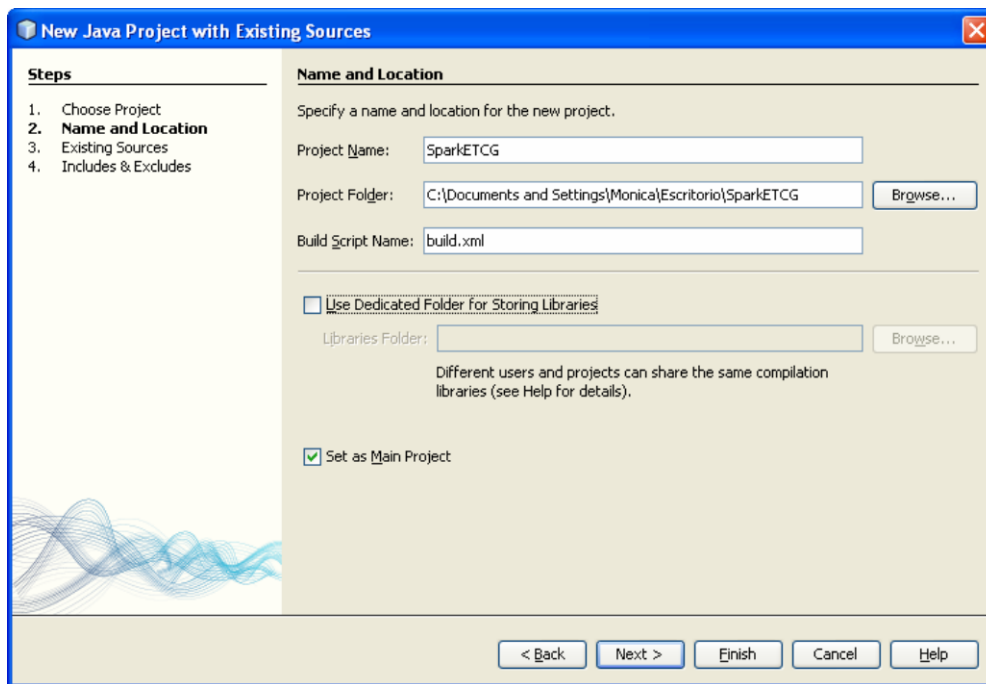 New Java Project with Existing Sources
Steps
1. Choose Project
2. Name and Location
3. Existing Sources
4. Includes & Excludes
Name and Location
Specify a name and location for the new project.
Project Name: SparkETCG
Project Folder: C:\Documents and Settings\Monica\Escritorio\SparkETCG Browse...
Build Script Name: build.xml
Use Dedicated Folder for Storing Libraries
Libraries Folder: Browse...
Different users and projects can share the same compilation
libraries (see Help for details).
Set as Main Project
< Back Next > Finish Cancel Help